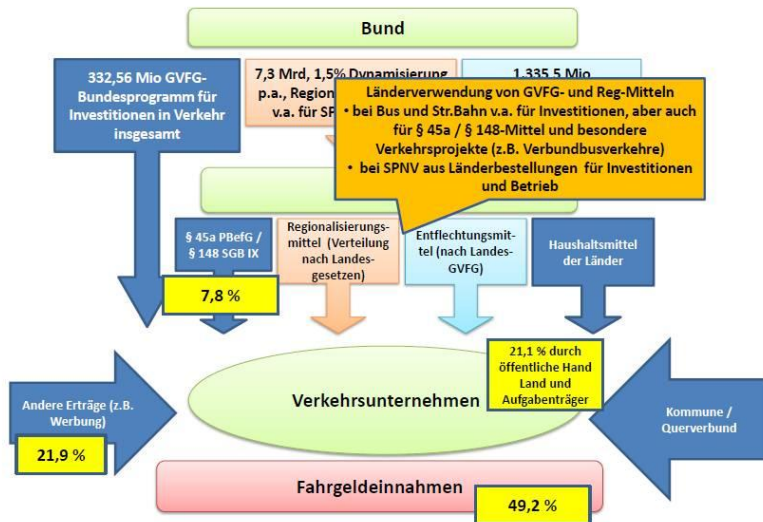 Bund
332,56 Mio GVFG-
Bundesprogramm für
Investitionen in Verkehr
insgesamt
7,3 Mrd, 1,5% Dynamisierung
p.a., Region
v.a. für SP
1.335,5 Mio
Länderverwendung von GVFG- und Reg-Mitteln
• bei Bus und Str.Bahn v.a. für Investitionen, aber auch
für § 45a / § 148-Mittel und besondere
Verkehrsprojekte (z.B. Verbundbusverkehre)
• bei SPNV aus Länderbestellungen für Investitionen
und Betrieb
§ 45a PBefG /
§ 148 SGB IX
7,8 %
Regionalisierungs-
mittel (Verteilung
nach Landes-
gesetzen)
Entflechtungsmit-
tel (nach Landes-
GVFG)
Haushaltsmittel
der Länder
21,1 % durch
öffentliche Hand
Land und
Aufgabenträger
Verkehrsunternehmen
Andere Erträge (z.B.
Werbung)
21,9 %
Kommune /
Querverbund
Fahrgeldeinnahmen
49,2 %